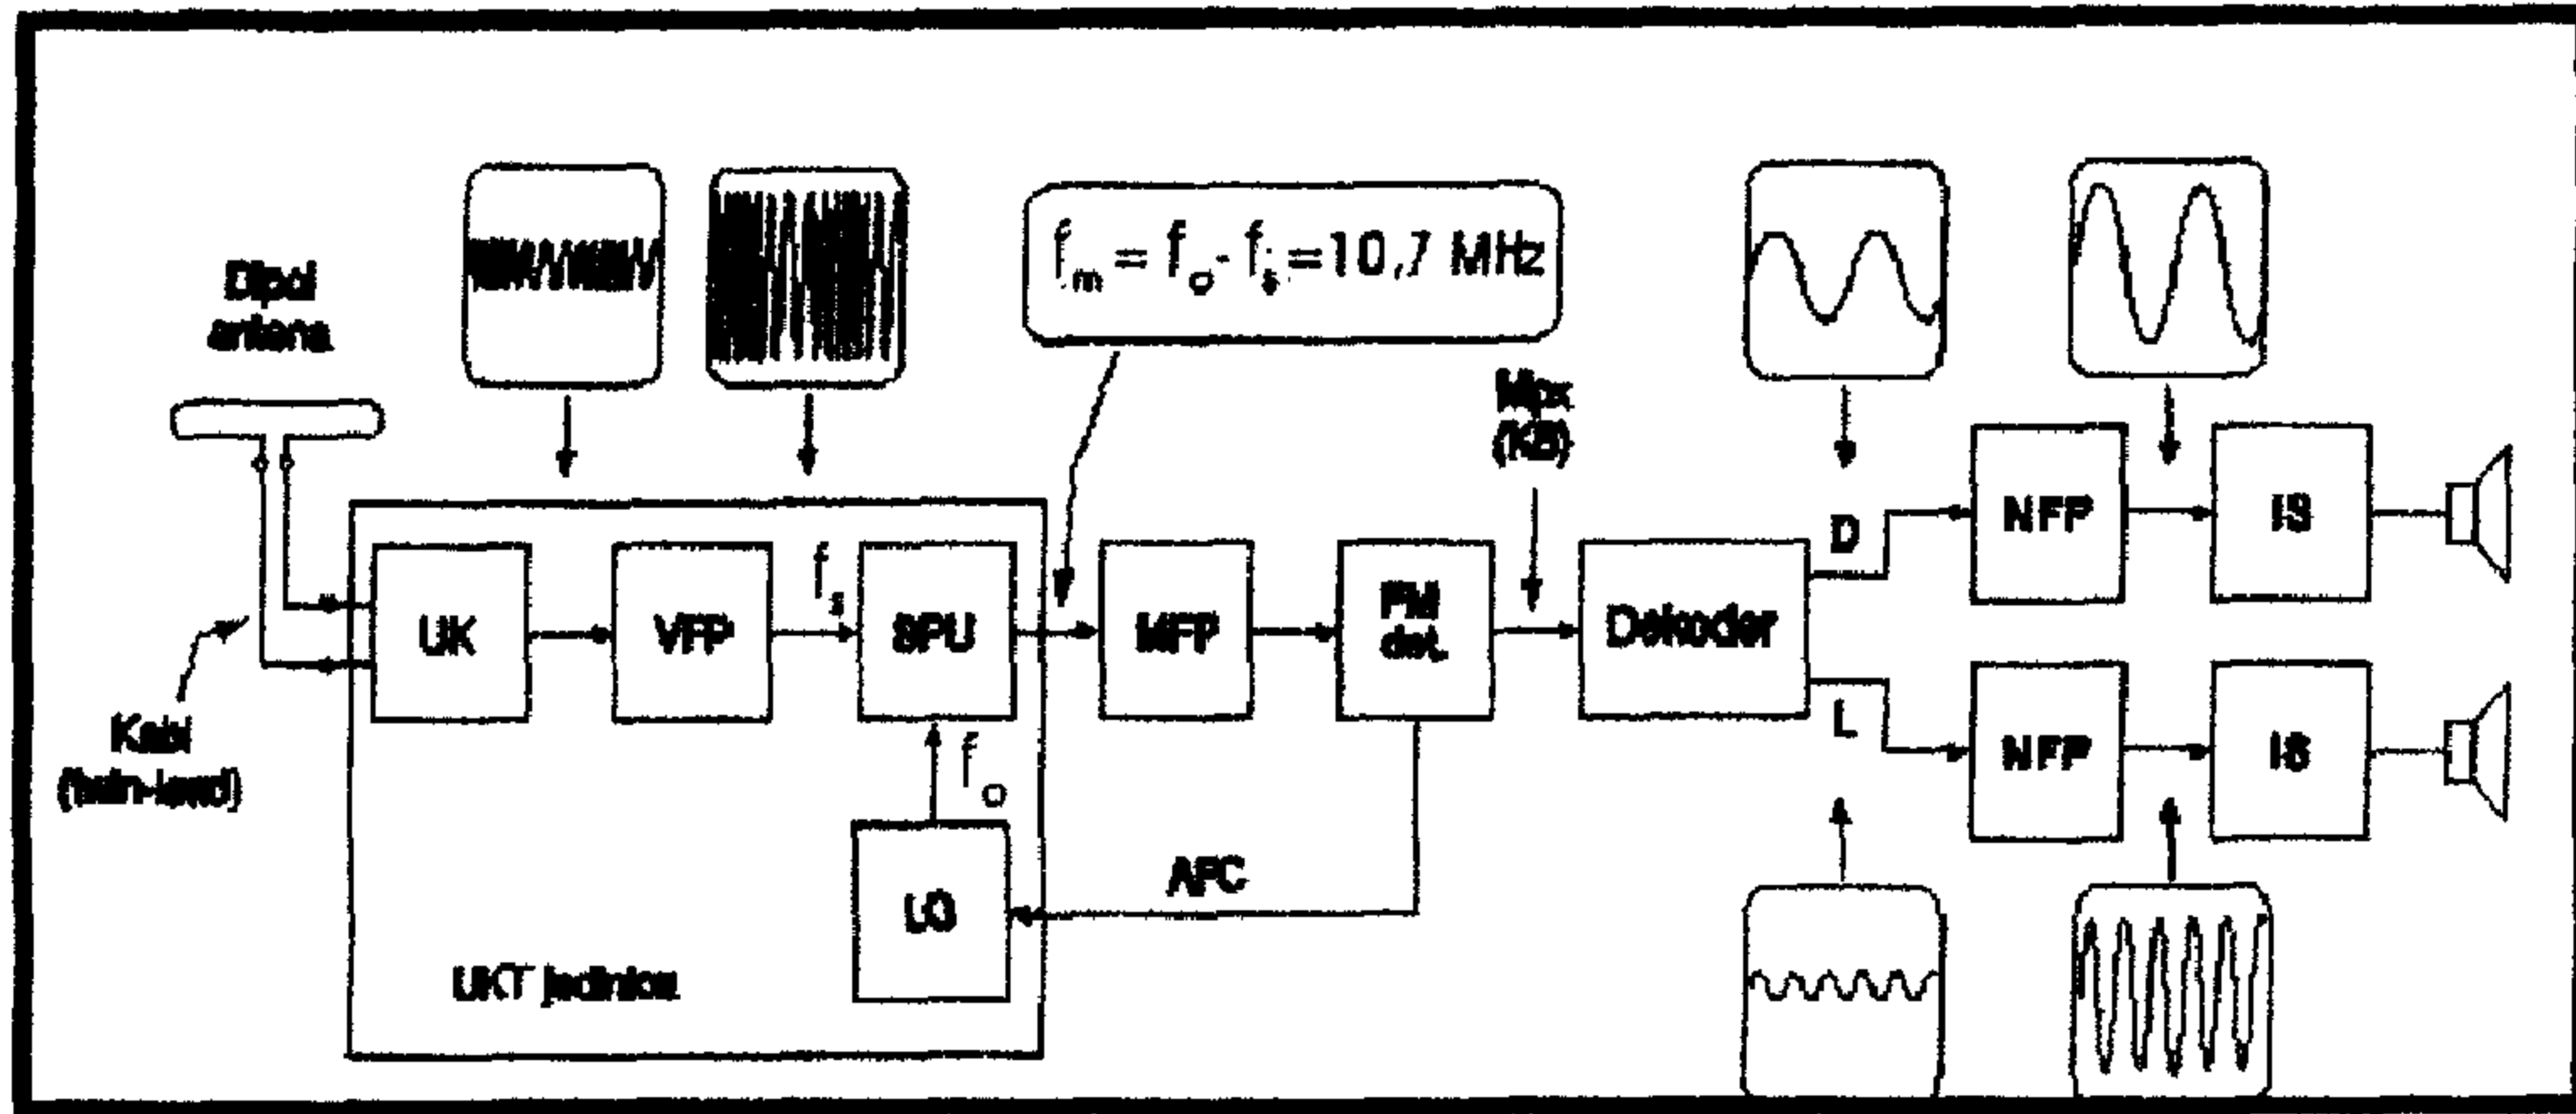 Dipol
antena
f_m = f_o - f_s = 10,7 MHz
Mpx
(KS)
Kabl
(twin-lead)
UK
VFP
f_s
SPU
f_o
LO
UKT jedinica
MFP
FM
det.
AFC
Dekoder
D
L
NFP
IS
NFP
IS